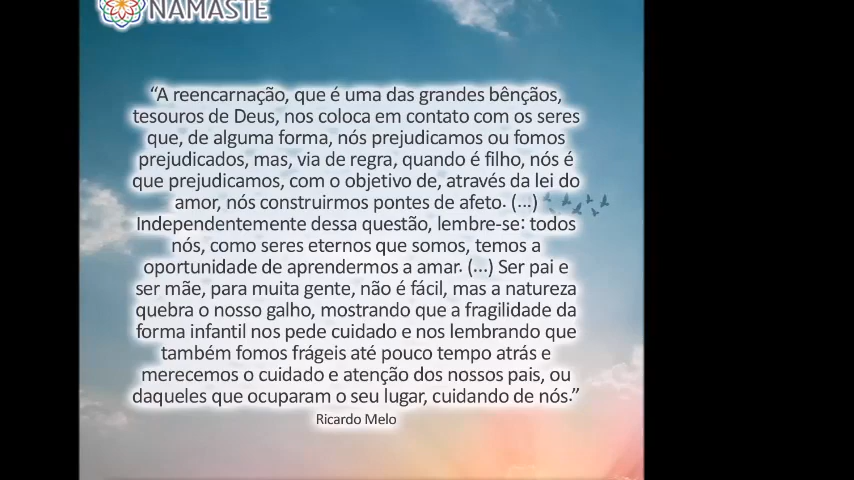 NAMASTÊ
“A reencarnação, que é uma das grandes bênçãos,
tesouros de Deus, nos coloca em contato com os seres
que, de alguma forma, nós prejudicamos ou fomos
prejudicados, mas, via de regra, quando é filho, nós é
que prejudicamos, com o objetivo de, através da lei do
amor, nós construirmos pontes de afeto. (...)
Independentemente dessa questão, lembre-se: todos
nós, como seres eternos que somos, temos a
oportunidade de aprendermos a amar. (...) Ser pai e
ser mãe, para muita gente, não é fácil, mas a natureza
quebra o nosso galho, mostrando que a fragilidade da
forma infantil nos pede cuidado e nos lembrando que
também fomos frágeis até pouco tempo atrás e
merecemos o cuidado e atenção dos nossos pais, ou
daqueles que ocuparam o seu lugar, cuidando de nós.”
Ricardo Melo